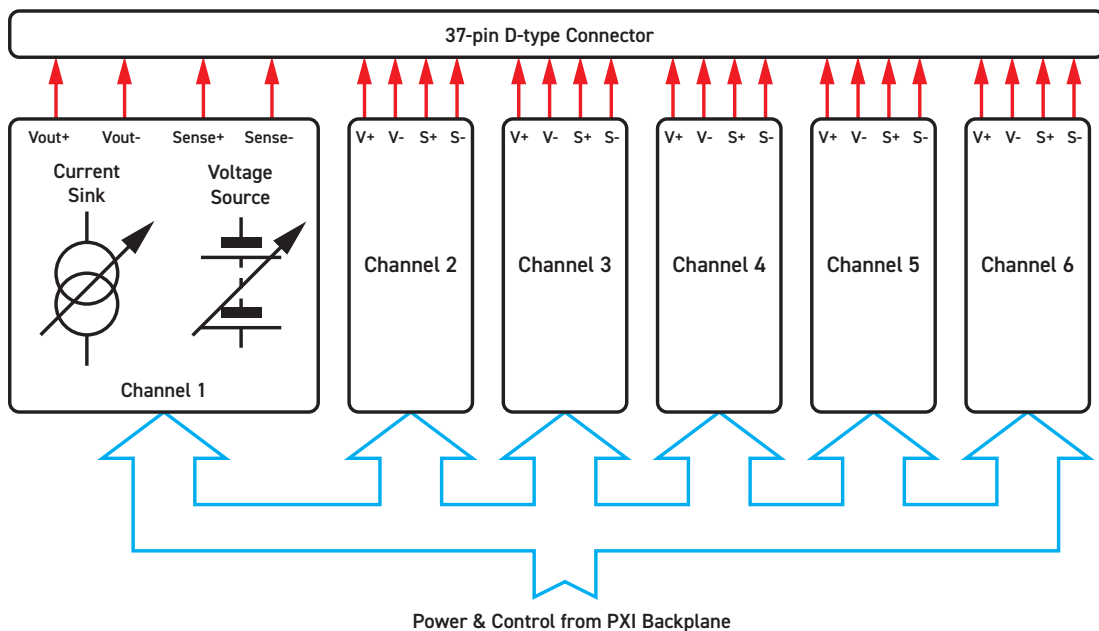 37-pin D-type Connector
Vout+ Vout- Sense+ Sense- V+ V- S+ S- V+ V- S+ S- V+ V- S+ S- V+ V- S+ S- V+ V- S+ S-
Current
Sink
Voltage
Source
Channel 1
Channel 2
Channel 3
Channel 4
Channel 5
Channel 6
Power & Control from PXI Backplane